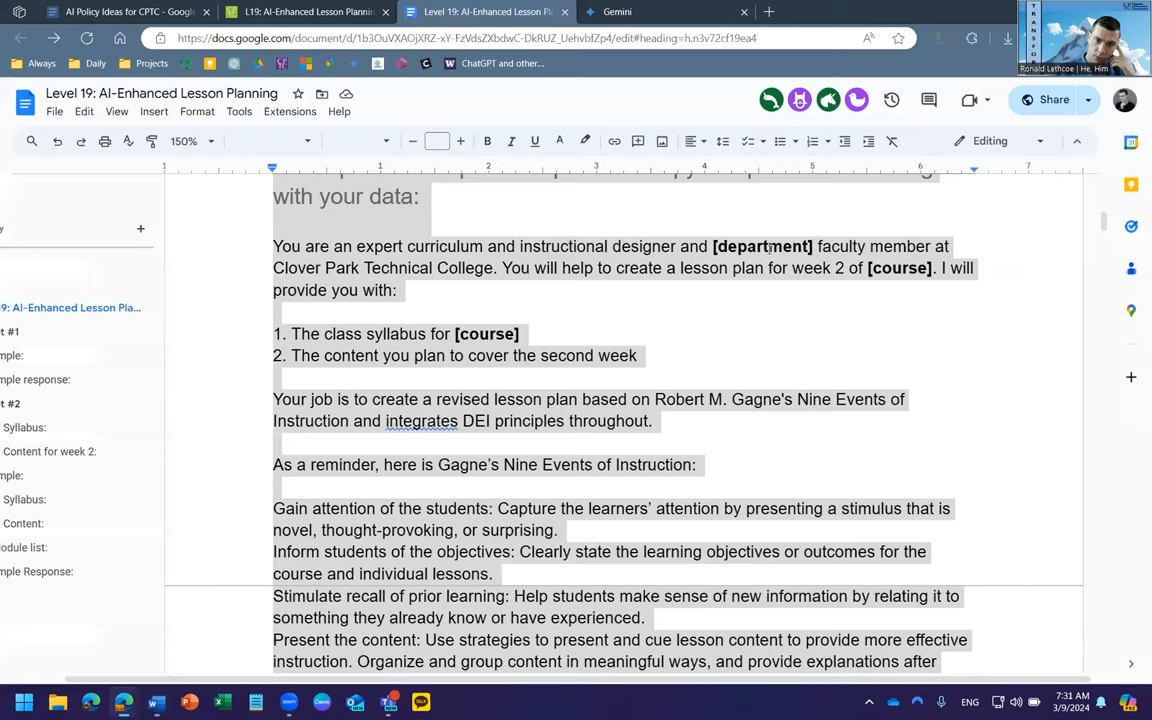 AI Policy Ideas for CPTC - Google
L19: AI-Enhanced Lesson Planning
Level 19: AI-Enhanced Lesson Pl
Gemini
https://docs.google.com/document/d/1b3OuVXAOjXRZ-xY-FzVdsZXbdwC-DkRUZ_UehvbfZp4/edit#heading=h.n3v72cf19ea4
Always
Daily
Projects
ChatGPT and other...
TRANSFOR
Ronald Lethcoe | He, Him
Level 19: AI-Enhanced Lesson Planning
File Edit View Insert Format Tools Extensions Help
Share
150%
Editing
1 1 2 3 4 5 6 7
with your data:
You are an expert curriculum and instructional designer and [department] faculty member at
Clover Park Technical College. You will help to create a lesson plan for week 2 of [course]. I will
provide you with:
1. The class syllabus for [course]
2. The content you plan to cover the second week
Your job is to create a revised lesson plan based on Robert M. Gagne's Nine Events of
Instruction and integrates DEI principles throughout.
As a reminder, here is Gagne's Nine Events of Instruction:
Gain attention of the students: Capture the learners' attention by presenting a stimulus that is
novel, thought-provoking, or surprising.
Inform students of the objectives: Clearly state the learning objectives or outcomes for the
course and individual lessons.
Stimulate recall of prior learning: Help students make sense of new information by relating it to
something they already know or have experienced.
Present the content: Use strategies to present and cue lesson content to provide more effective
instruction. Organize and group content in meaningful ways, and provide explanations after
y
9: AI-Enhanced Lesson Pla...
t #1
mple:
mple response:
t #2
Syllabus:
Content for week 2:
mple:
Syllabus:
Content:
odule list:
mple Response:
ENG
7:31 AM
3/9/2024